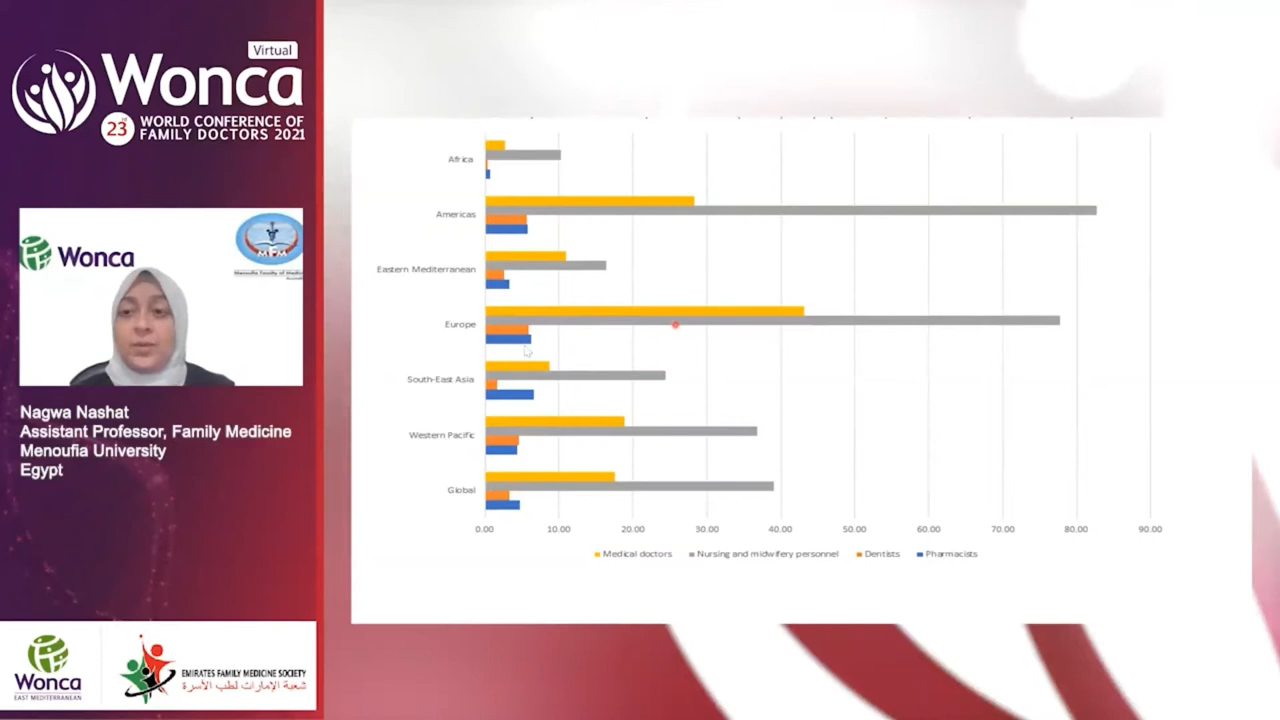 Virtual
Wonca
23rd
WORLD CONFERENCE OF
FAMILY DOCTORS 2021
Wonca
MFM
Nagwa Nashat
Assistant Professor, Family Medicine
Menoufia University
Egypt
Wonca
EAST MEDITERRANEAN
EMIRATES FAMILY MEDICINE SOCIETY
شعبة الإمارات لطب الأسرة
Africa
Americas
Eastern Mediterranean
Europe
South-East Asia
Western Pacific
Global
0.00 10.00 20.00 30.00 40.00 50.00 60.00 70.00 80.00 90.00
Medical doctors Nursing and midwifery personnel Dentists Pharmacists